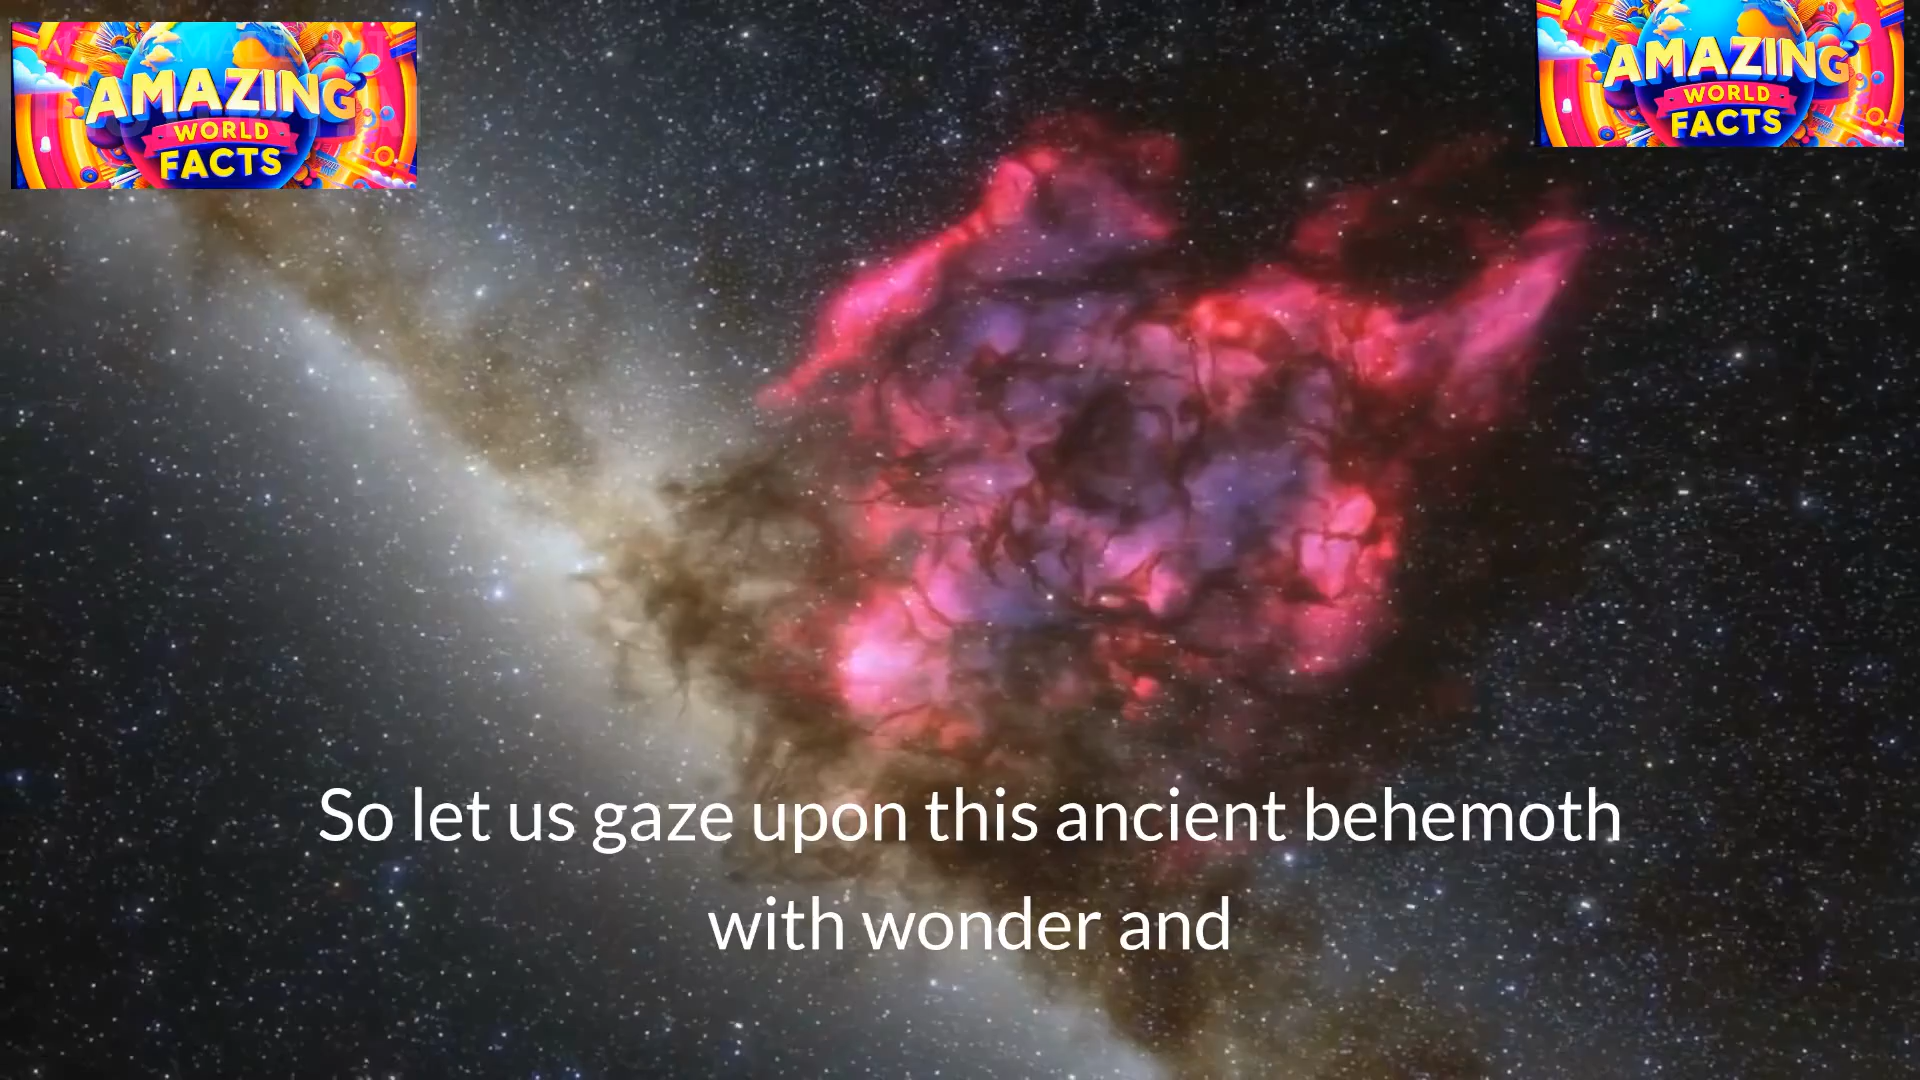 AMAZING
WORLD
FACTS
AMAZING
WORLD
FACTS
So let us gaze upon this ancient behemoth
with wonder and